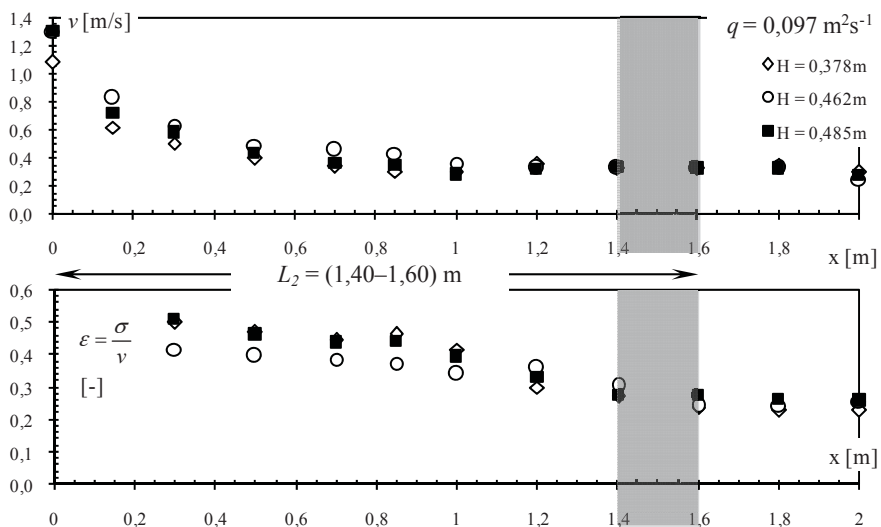 1,4
v [m/s]
q = 0,097 m²s⁻¹
1,2
H = 0,378m
1,0
H = 0,462m
0,8
H = 0,485m
0,6
0,4
0,2
0,0
0 0,2 0,4 0,6 0,8 1 1,2 1,4 1,6 1,8 x [m]
L₂ = (1,40–1,60) m
0,6
0,5
ε = σ/v
0,4
[-]
0,3
0,2
0,1
x [m]
0,0
0 0,2 0,4 0,6 0,8 1 1,2 1,4 1,6 1,8 2